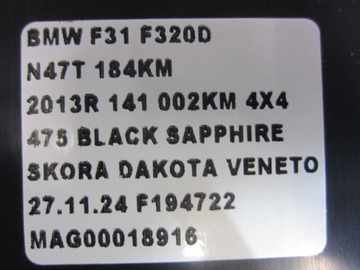 BMW F31 F320D
N47T 184KM
2013R 141 002KM 4X4
475 BLACK SAPPHIRE
SKORA DAKOTA VENETO
27.11.24 F194722
MAG00018916